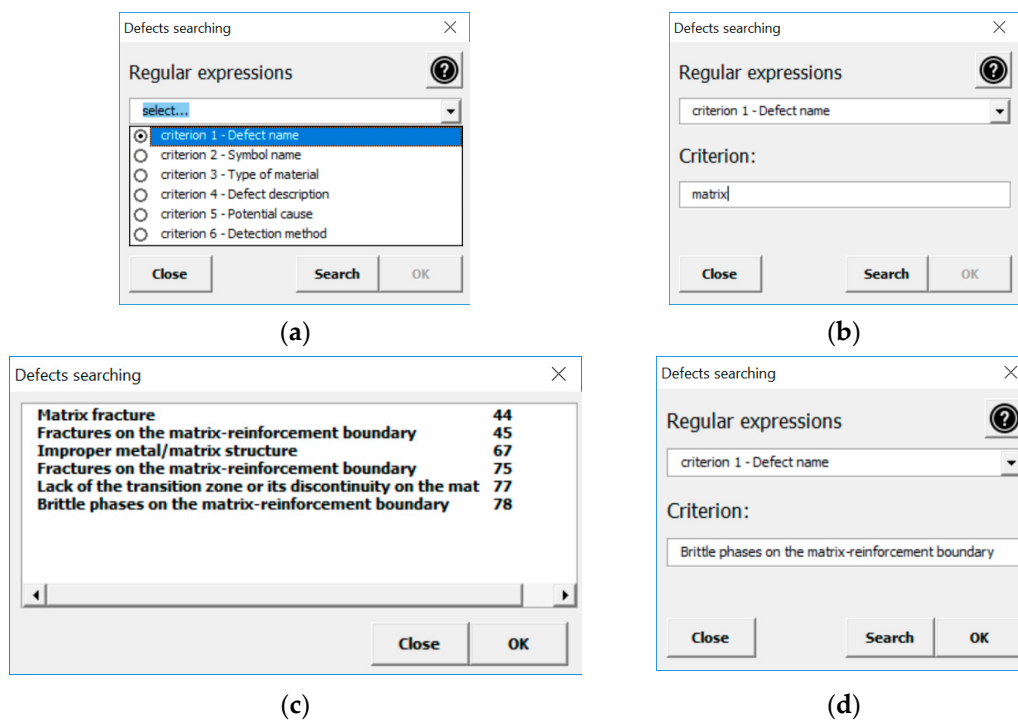 Defects searching
Regular expressions
select...
criterion 1 - Defect name
criterion 2 - Symbol name
criterion 3 - Type of material
criterion 4 - Defect description
criterion 5 - Potential cause
criterion 6 - Detection method
Close Search OK
(a)
Defects searching
Regular expressions
criterion 1 - Defect name
Criterion:
matrix
Close Search OK
(b)
Defects searching
Matrix fracture 44
Fractures on the matrix-reinforcement boundary 45
Improper metal/matrix structure 67
Fractures on the matrix-reinforcement boundary 75
Lack of the transition zone or its discontinuity on the mat 77
Brittle phases on the matrix-reinforcement boundary 78
Close OK
(c)
Defects searching
Regular expressions
criterion 1 - Defect name
Criterion:
Brittle phases on the matrix-reinforcement boundary
Close Search OK
(d)